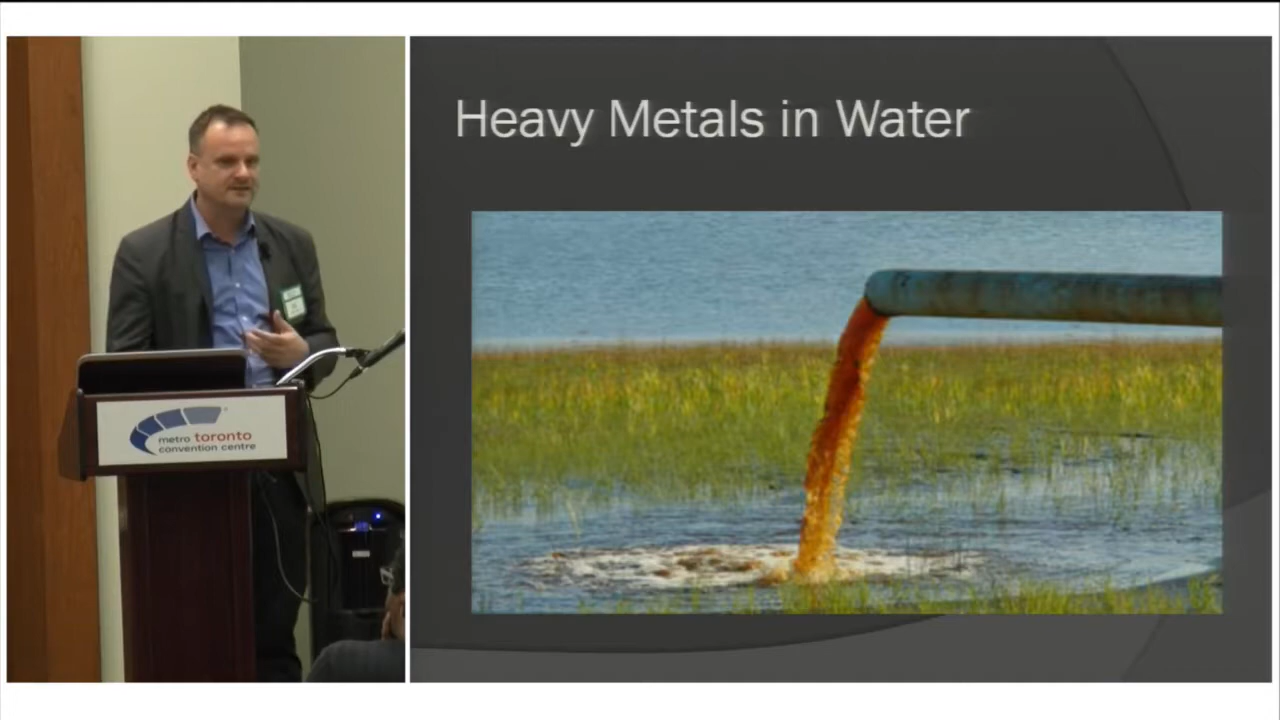 Heavy Metals in Water
metro toronto
convention centre